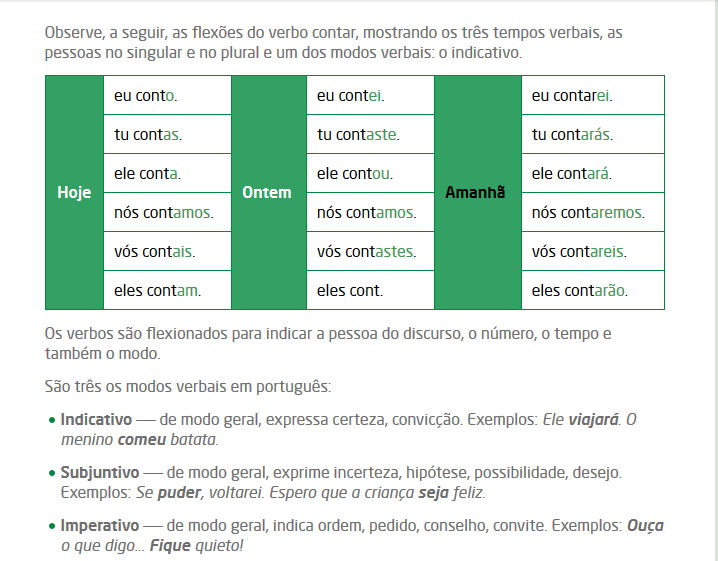 Observe, a seguir, as flexões do verbo contar, mostrando os três tempos verbais, as
pessoas no singular e no plural e um dos modos verbais: o indicativo.
Hoje
eu conto.
tu contas.
ele conta.
nós contamos.
vós contais.
eles contam.
Ontem
eu contei.
tu contaste.
ele contou.
nós contamos.
vós contastes.
eles cont.
Amanhã
eu contarei.
tu contarás.
ele contará.
nós contaremos.
vós contareis.
eles contarão.
Os verbos são flexionados para indicar a pessoa do discurso, o número, o tempo e
também o modo.
São três os modos verbais em português:
• Indicativo — de modo geral, expressa certeza, convicção. Exemplos: Ele viajará. O
menino comeu batata.
• Subjuntivo — de modo geral, exprime incerteza, hipótese, possibilidade, desejo.
Exemplos: Se puder, voltarei. Espero que a criança seja feliz.
• Imperativo — de modo geral, indica ordem, pedido, conselho, convite. Exemplos: Ouça
o que digo... Fique quieto!